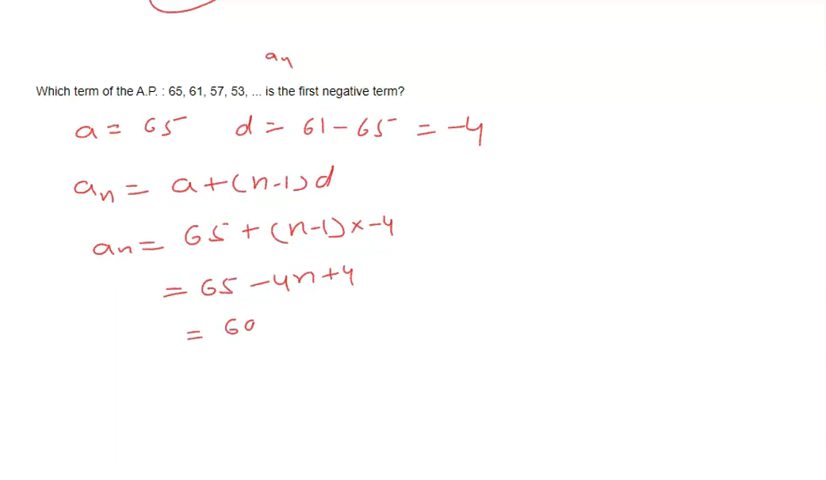 an
Which term of the A.P. : 65, 61, 57, 53, ... is the first negative term?
a = 65 d = 61 - 65 = -4
an = a + (n-1)d
an = 65 + (n-1) x -4
= 65 - 4n + 4
= 69